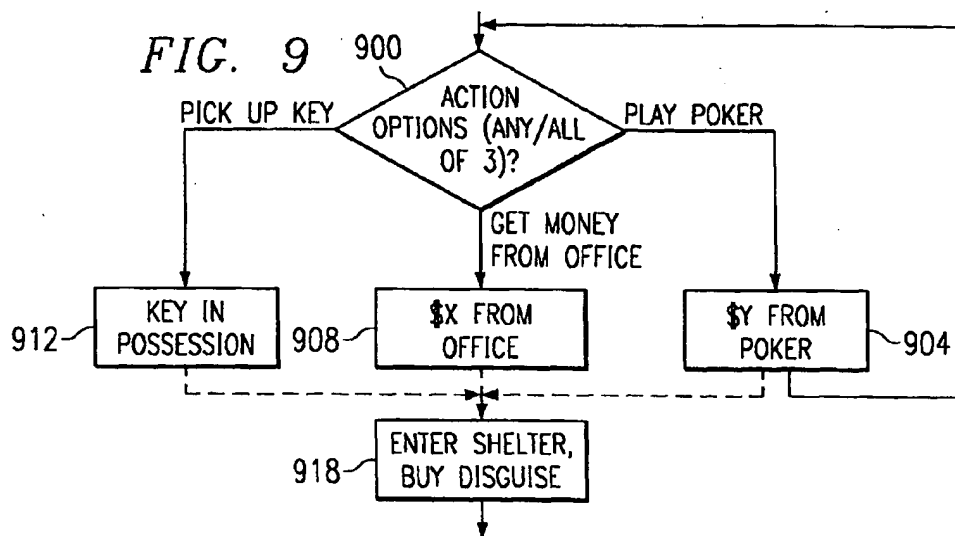 FIG. 9
900
ACTION
OPTIONS (ANY/ALL
OF 3)?
PICK UP KEY
PLAY POKER
GET MONEY
FROM OFFICE
912
KEY IN
POSSESSION
908
$X FROM
OFFICE
$Y FROM
POKER
904
918
ENTER SHELTER,
BUY DISGUISE